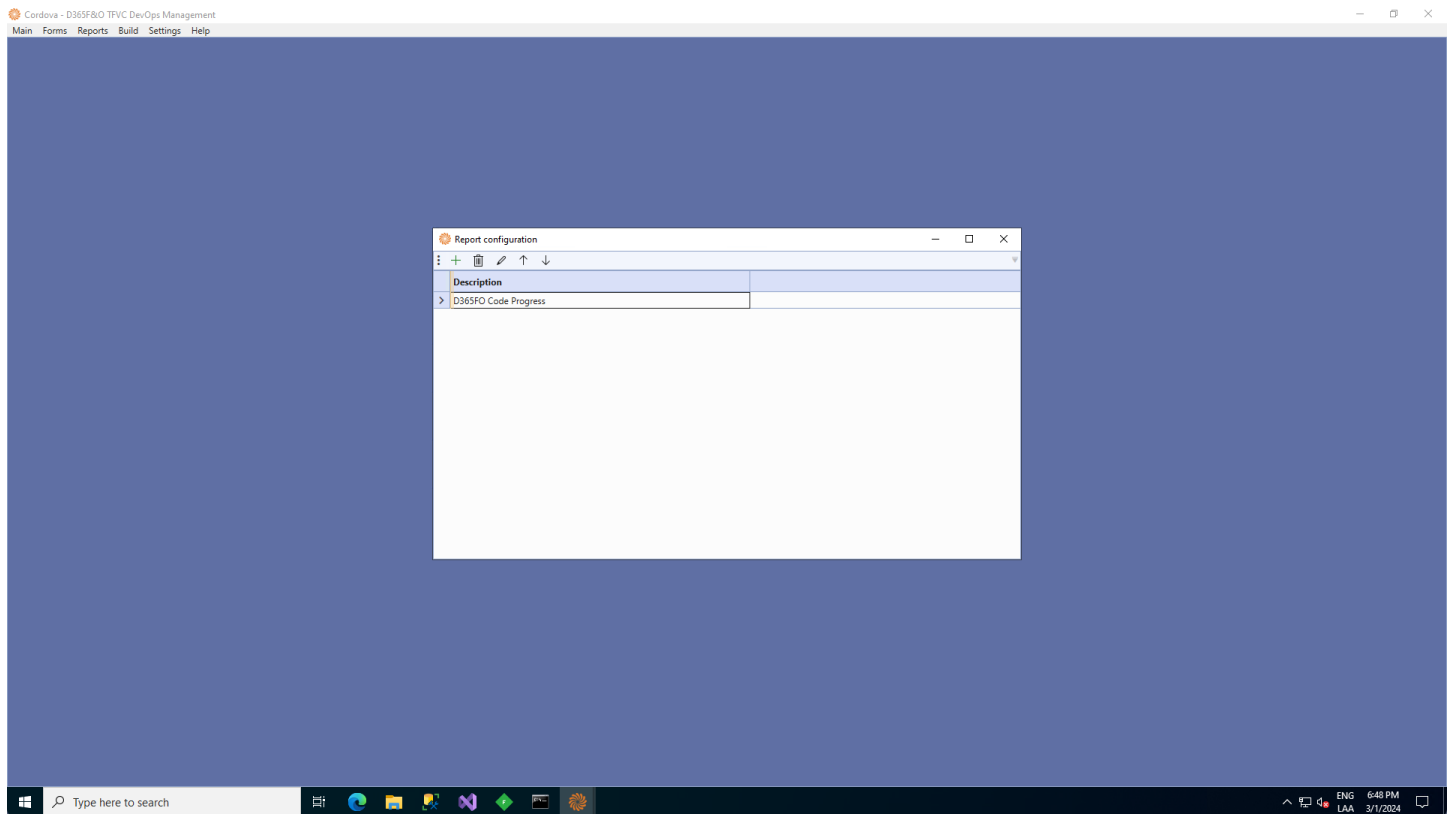 Cordova - D365F&O TFVC DevOps Management
Main Forms Reports Build Settings Help
Report configuration
Description
D365FO Code Progress
Type here to search
ENG 6:48 PM
LAA 3/1/2024